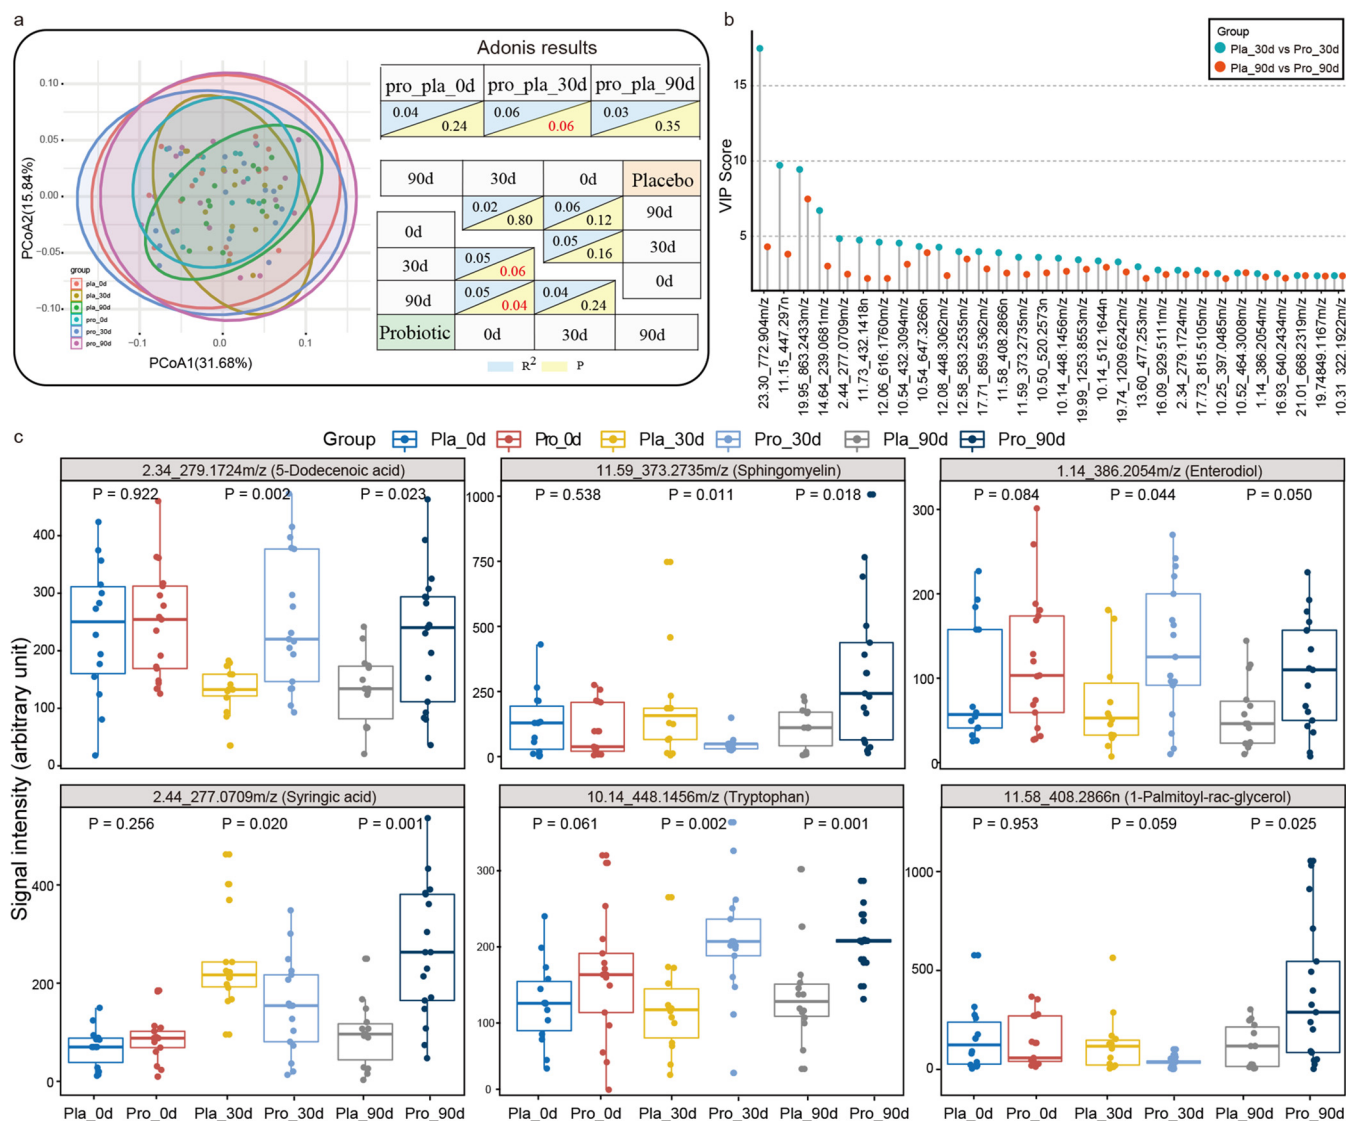 a
Adonis results
pro_pla_0d pro_pla_30d pro_pla_90d
0.04 0.24 0.06 0.06 0.03 0.35
90d 30d 0d Placebo
0.02 0.80 0.06 0.12 90d
0d 0.05 0.16 30d
30d 0.05 0.06 0d
90d 0.05 0.04 0.04 0.24
Probiotic 0d 30d 90d
R² P
PCoA2(15.84%)
0.10
0.05
0.00
−0.05
−0.10
group
pla_0d
pla_30d
pla_90d
pro_0d
pro_30d
pro_90d
−0.1 0.0 0.1
PCoA1(31.68%)
b
Group
Pla_30d vs Pro_30d
Pla_90d vs Pro_90d
VIP Score
15
10
5
23.30_772.904m/z
11.15_447.297n
19.95_863.2433m/z
14.64_239.0681m/z
2.44_277.0709m/z
11.73_432.1418n
12.06_616.1760m/z
10.54_432.3094m/z
10.54_647.3266n
12.08_448.3062m/z
12.58_583.2535m/z
17.71_859.5362m/z
11.58_408.2866n
11.59_373.2735m/z
10.50_520.2573n
10.14_448.1456m/z
19.99_1253.8553m/z
10.14_512.1644n
19.74_1209.6242m/z
13.60_477.253m/z
16.09_929.5111m/z
2.34_279.1724m/z
17.73_815.5105m/z
10.25_397.0485m/z
10.52_464.3008m/z
1.14_386.2054m/z
16.93_640.2434m/z
21.01_668.2319m/z
19.74849.1167m/z
10.31_322.1922m/z
c
Group Pla_0d Pro_0d Pla_30d Pro_30d Pla_90d Pro_90d
Signal intensity (arbitrary unit)
2.34_279.1724m/z (5-Dodecenoic acid)
P = 0.922 P = 0.002 P = 0.023
400
300
200
100
0
11.59_373.2735m/z (Sphingomyelin)
P = 0.538 P = 0.011 P = 0.018
1000
750
500
250
0
1.14_386.2054m/z (Enterodiol)
P = 0.084 P = 0.044 P = 0.050
300
200
100
0
2.44_277.0709m/z (Syringic acid)
P = 0.256 P = 0.020 P = 0.001
400
200
0
Pla_0d Pro_0d Pla_30d Pro_30d Pla_90d Pro_90d
10.14_448.1456m/z (Tryptophan)
P = 0.061 P = 0.002 P = 0.001
300
200
100
0
Pla_0d Pro_0d Pla_30d Pro_30d Pla_90d Pro_90d
11.58_408.2866n (1-Palmitoyl-rac-glycerol)
P = 0.953 P = 0.059 P = 0.025
1000
500
0
Pla_0d Pro_0d Pla_30d Pro_30d Pla_90d Pro_90d